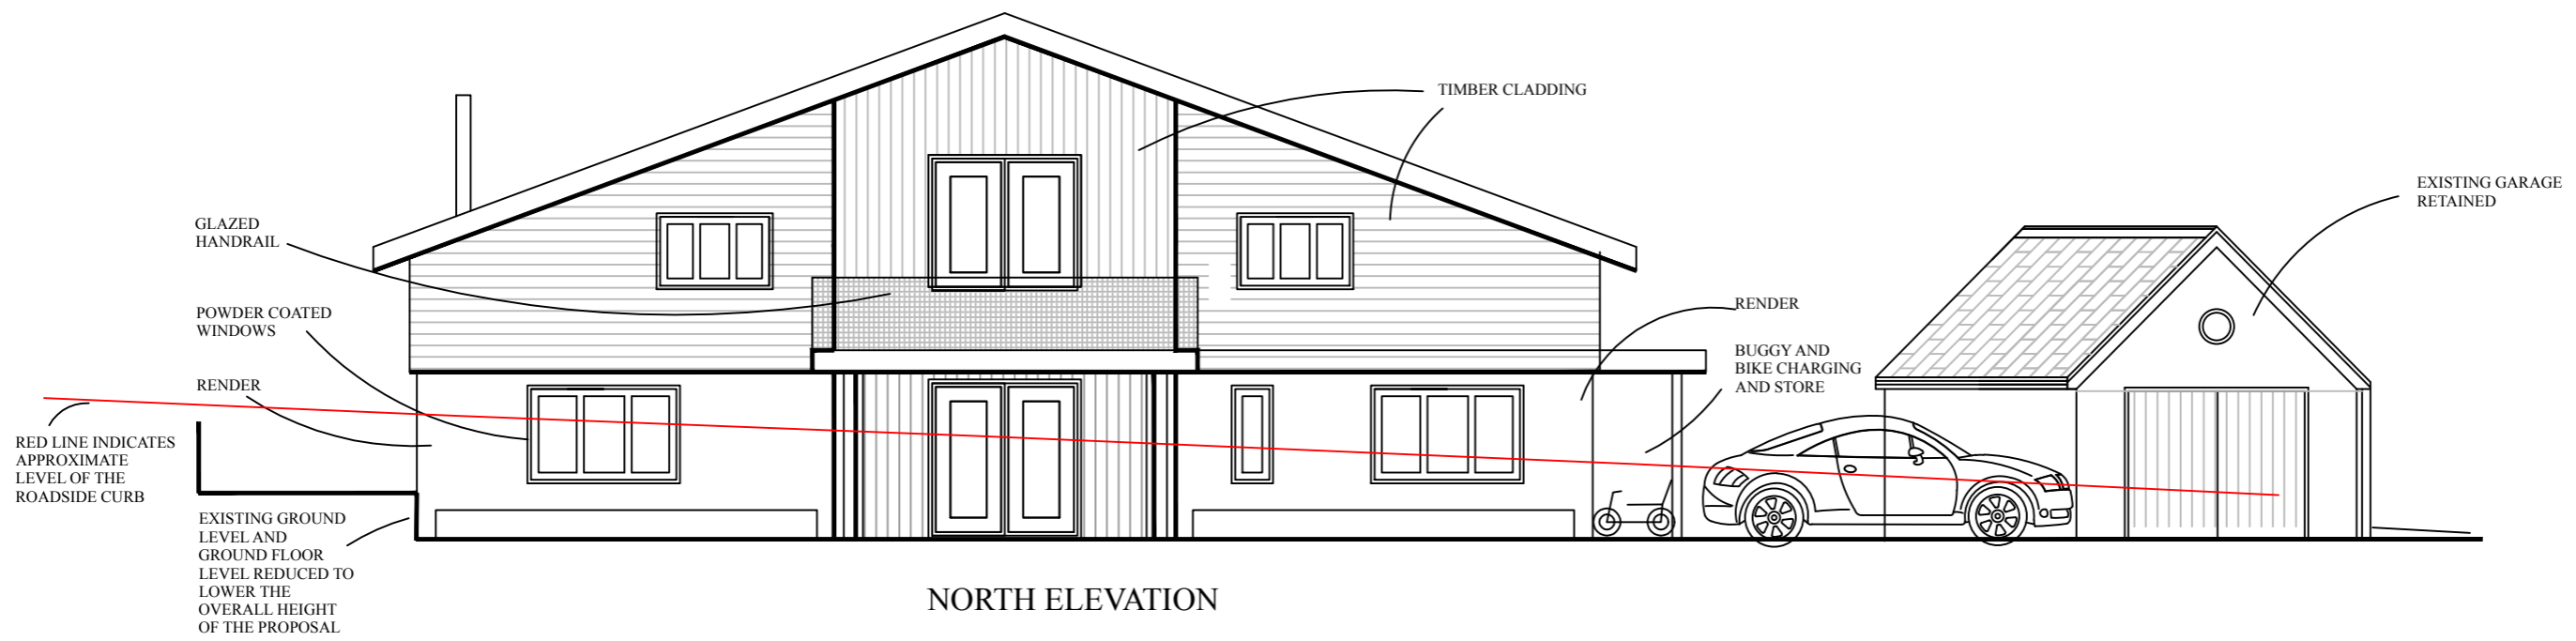 TIMBER CLADDING
EXISTING GARAGE
RETAINED
GLAZED
HANDRAIL
POWDER COATED
WINDOWS
RENDER
RENDER
BUGGY AND
BIKE CHARGING
AND STORE
RED LINE INDICATES
APPROXIMATE
LEVEL OF THE
ROADSIDE CURB
EXISTING GROUND
LEVEL AND
GROUND FLOOR
LEVEL REDUCED TO
LOWER THE
OVERALL HEIGHT
OF THE PROPOSAL
NORTH ELEVATION